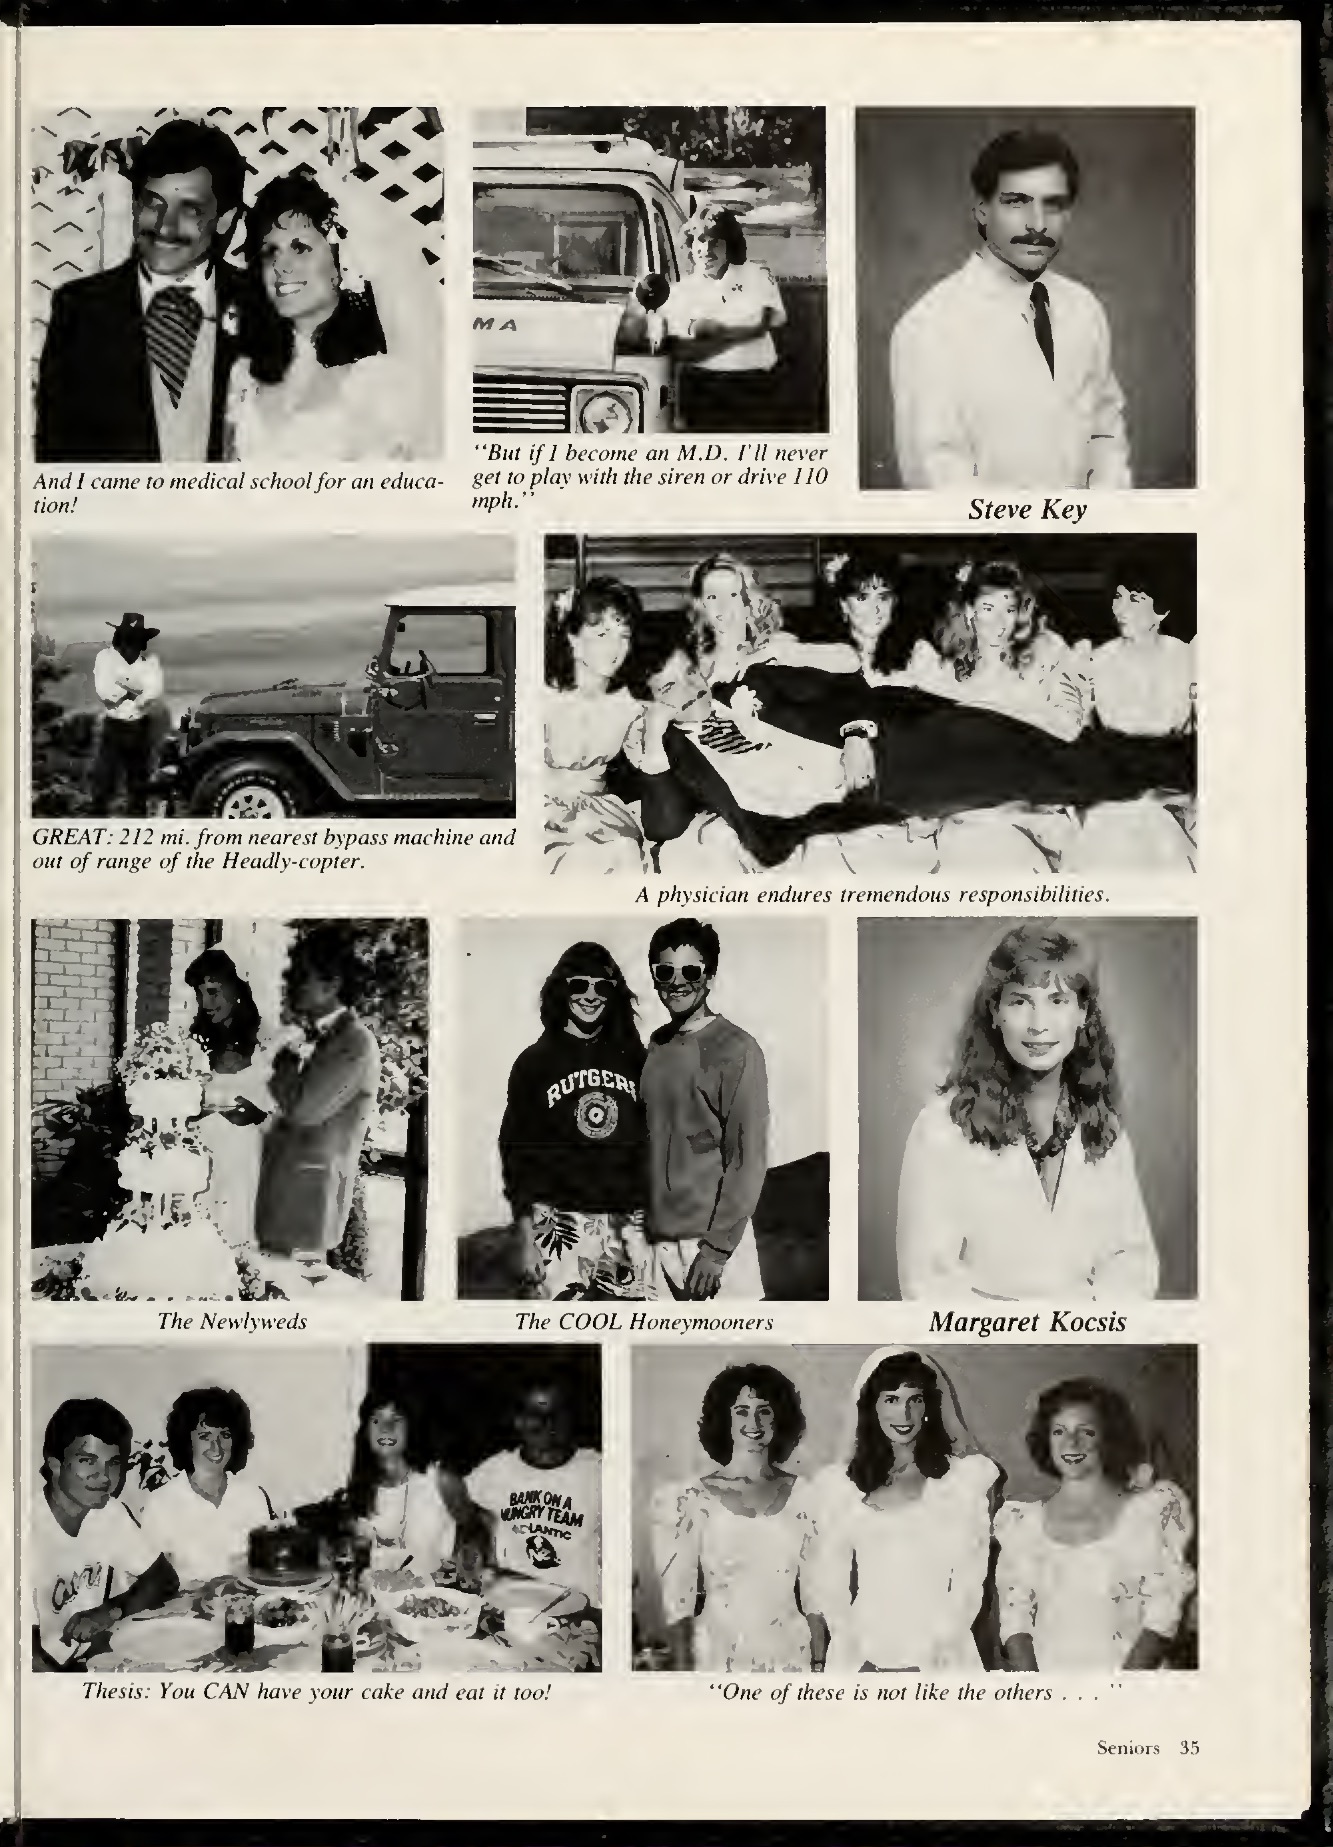 MA
And I came to medical school for an educa-
tion!
"But if I become an M.D. I'll never
get to play with the siren or drive 110
mph."
Steve Key
GREAT: 212 mi. from nearest bypass machine and
out of range of the Headly-copter.
A physician endures tremendous responsibilities.
RUTGERS
The Newlyweds
The COOL Honeymooners
Margaret Kocsis
BANK ON A
HUNGRY TEAM
ATLANTIC
Thesis: You CAN have your cake and eat it too!
"One of these is not like the others . . . "
Seniors 35